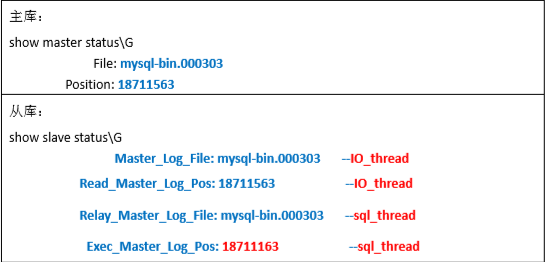 主库：
show master status\G
File: mysql-bin.000303
Position: 18711563
从库：
show slave status\G
Master_Log_File: mysql-bin.000303 --IO_thread
Read_Master_Log_Pos: 18711563 --IO_thread
Relay_Master_Log_File: mysql-bin.000303 --sql_thread
Exec_Master_Log_Pos: 18711163 --sql_thread